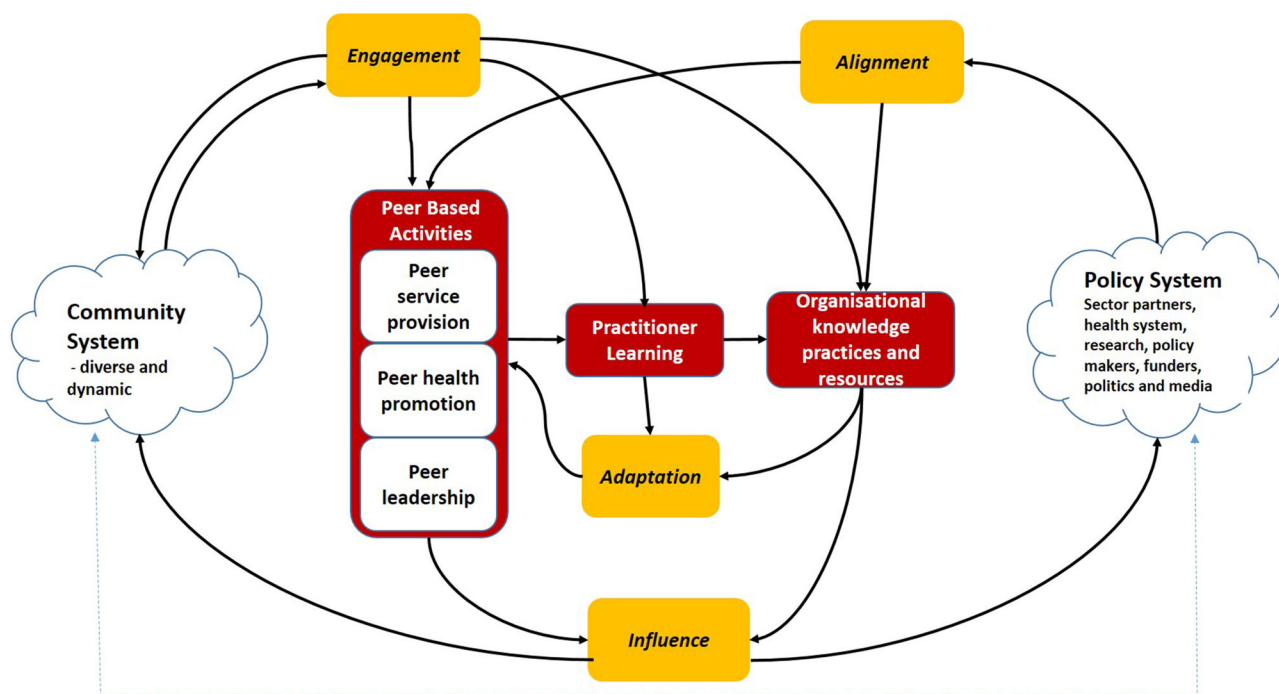 Engagement
Alignment
Peer Based
Activities
Peer
service
provision
Peer health
promotion
Peer
leadership
Community
System
- diverse and
dynamic
Practitioner
Learning
Organisational
knowledge
practices and
resources
Policy System
Sector partners,
health system,
research, policy
makers, funders,
politics and media
Adaptation
Influence